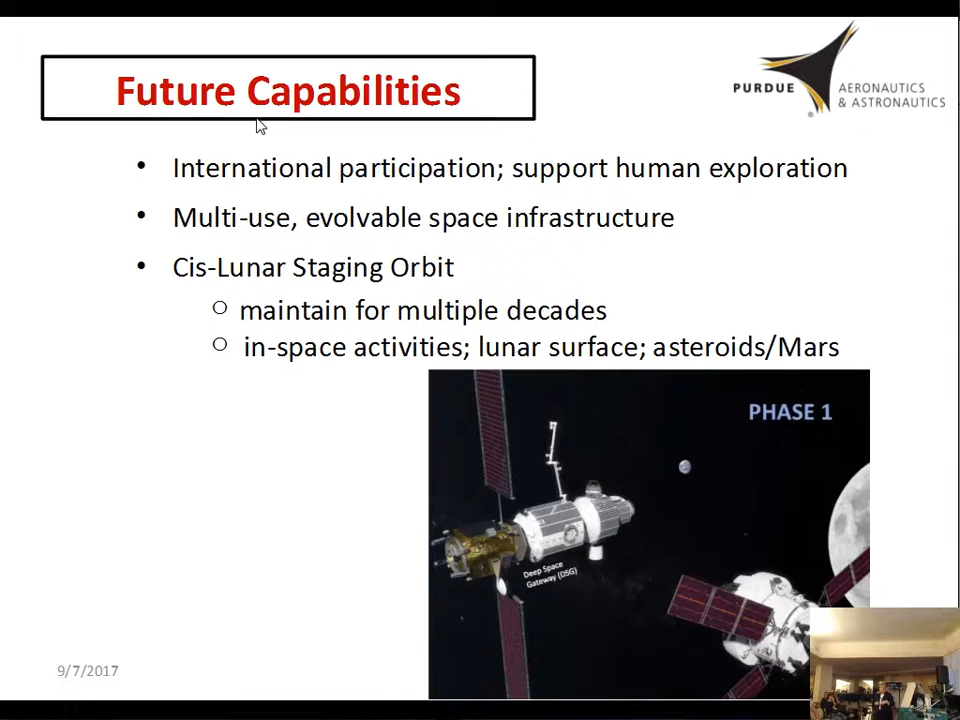 Future Capabilities
PURDUE
AERONAUTICS
& ASTRONAUTICS
®
• International participation; support human exploration
• Multi-use, evolvable space infrastructure
• Cis-Lunar Staging Orbit
○ maintain for multiple decades
○ in-space activities; lunar surface; asteroids/Mars
PHASE 1
Deep Space
Gateway (DSG)
9/7/2017